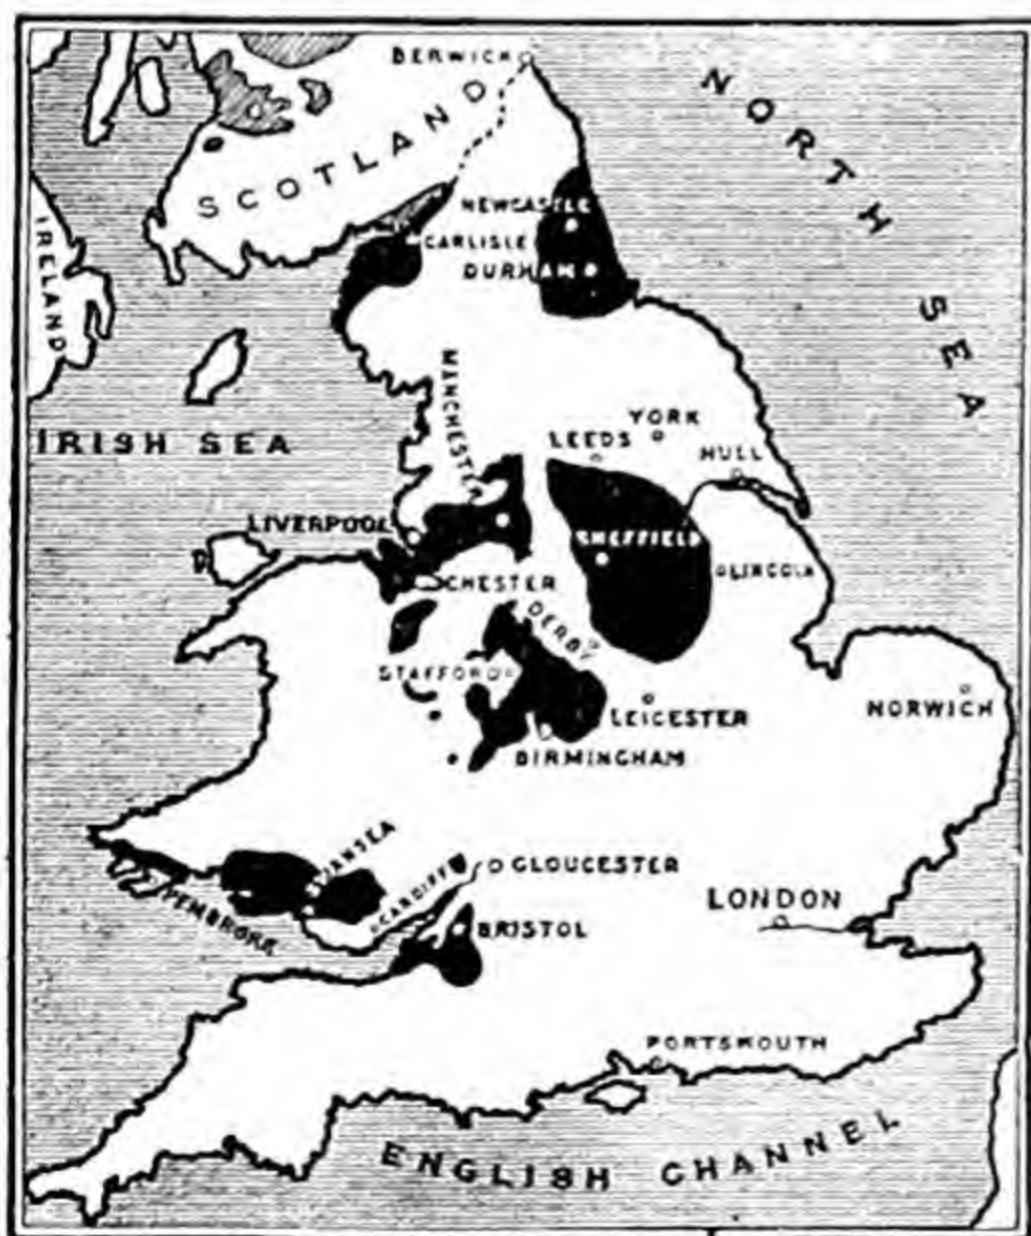 BERWICK
SCOTLAND
NORTH SEA
IRELAND
NEWCASTLE
CARLISLE
DURHAM
MANCHESTER
IRISH SEA
YORK
LEEDS
HULL
LIVERPOOL
SHEFFIELD
LINCOLN
CHESTER
DERBY
STAFFORD
LEICESTER
NORWICH
BIRMINGHAM
SWANSEA
CARDIFF
GLOUCESTER
PEMBROKE
LONDON
BRISTOL
PORTSMOUTH
ENGLISH CHANNEL